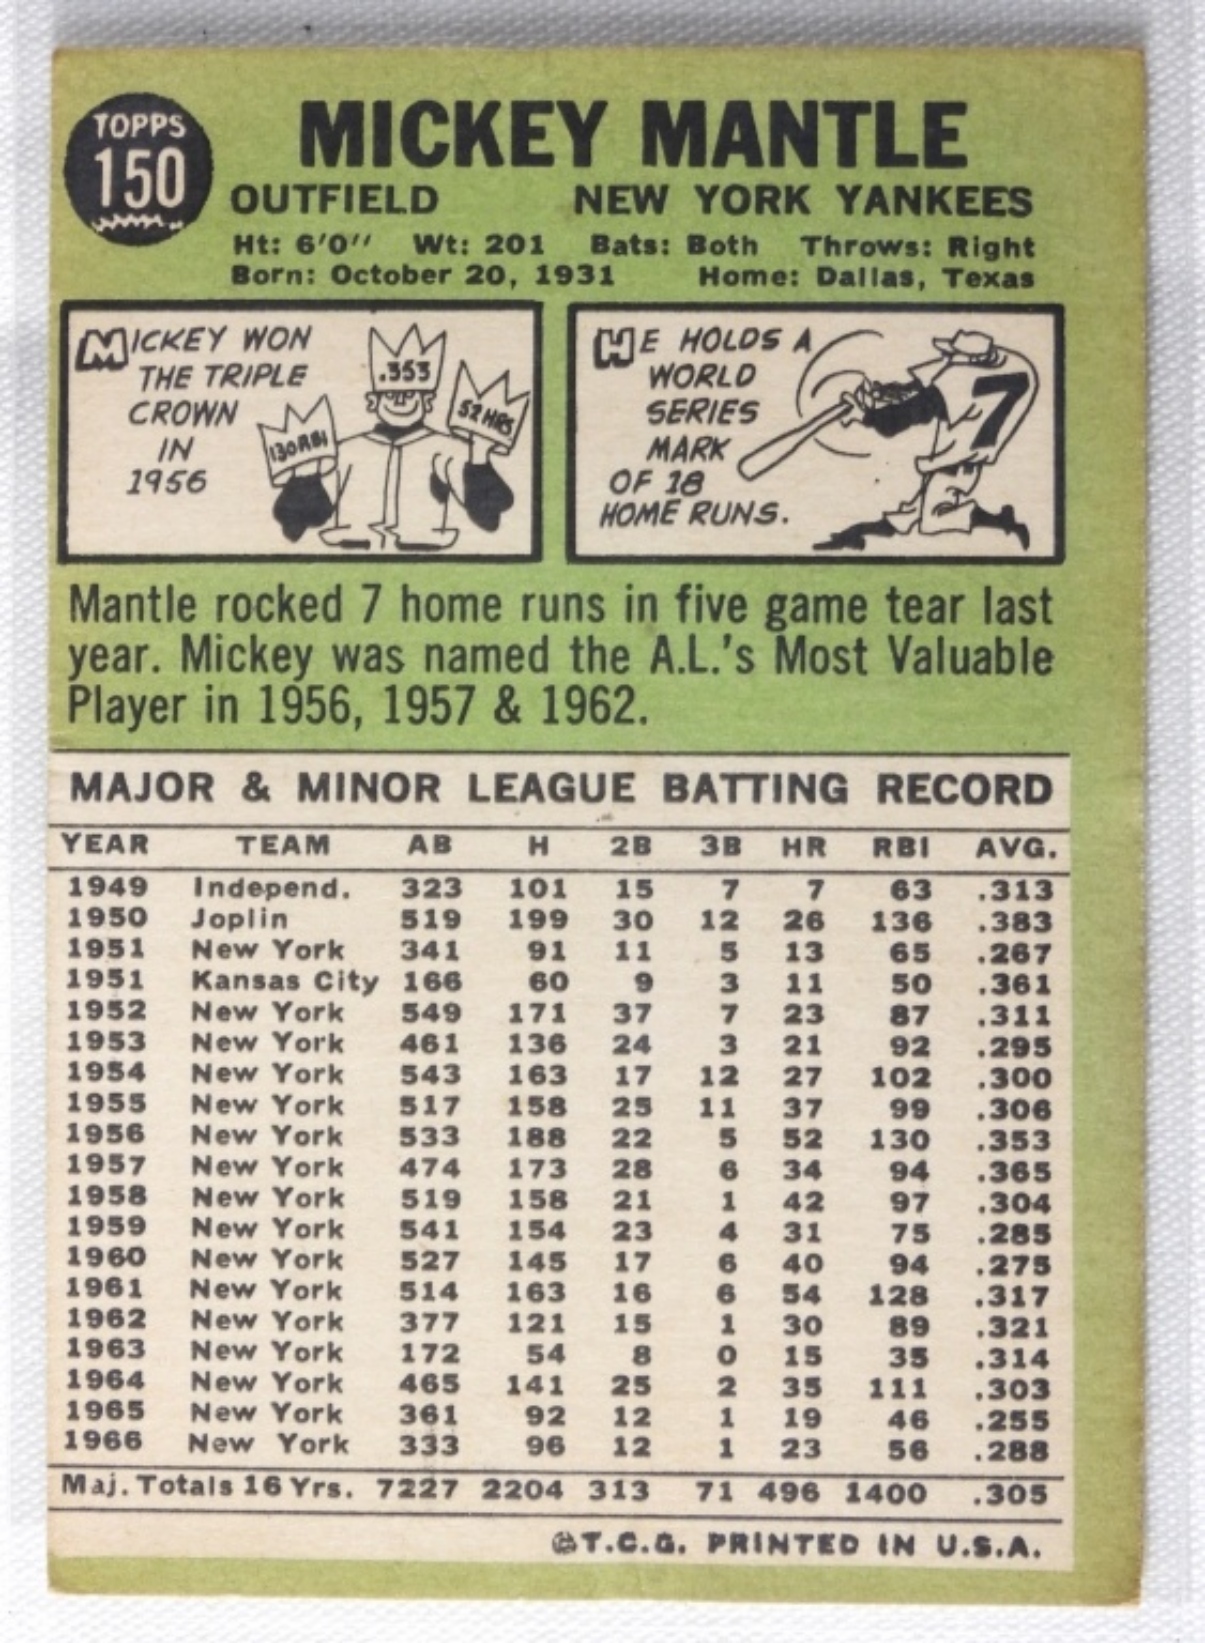 TOPPS
150
MICKEY MANTLE
OUTFIELD NEW YORK YANKEES
Ht: 6'0" Wt: 201 Bats: Both Throws: Right
Born: October 20, 1931 Home: Dallas, Texas
MICKEY WON
THE TRIPLE
CROWN
IN
1956
.353
130 RBI
52 HRS
HE HOLDS A
WORLD
SERIES
MARK
OF 18
HOME RUNS.
7
Mantle rocked 7 home runs in five game tear last
year. Mickey was named the A.L.'s Most Valuable
Player in 1956, 1957 & 1962.
MAJOR & MINOR LEAGUE BATTING RECORD
YEAR TEAM AB H 2B 3B HR RBI AVG.
1949 Independ. 323 101 15 7 7 63 .313
1950 Joplin 519 199 30 12 26 136 .383
1951 New York 341 91 11 5 13 65 .267
1951 Kansas City 166 60 9 3 11 50 .361
1952 New York 549 171 37 7 23 87 .311
1953 New York 461 136 24 3 21 92 .295
1954 New York 543 163 17 12 27 102 .300
1955 New York 517 158 25 11 37 99 .306
1956 New York 533 188 22 5 52 130 .353
1957 New York 474 173 28 6 34 94 .365
1958 New York 519 158 21 1 42 97 .304
1959 New York 541 154 23 4 31 75 .285
1960 New York 527 145 17 6 40 94 .275
1961 New York 514 163 16 6 54 128 .317
1962 New York 377 121 15 1 30 89 .321
1963 New York 172 54 8 0 15 35 .314
1964 New York 465 141 25 2 35 111 .303
1965 New York 361 92 12 1 19 46 .255
1966 New York 333 96 12 1 23 56 .288
Maj. Totals 16 Yrs. 7227 2204 313 71 496 1400 .305
©T.C.G. PRINTED IN U.S.A.